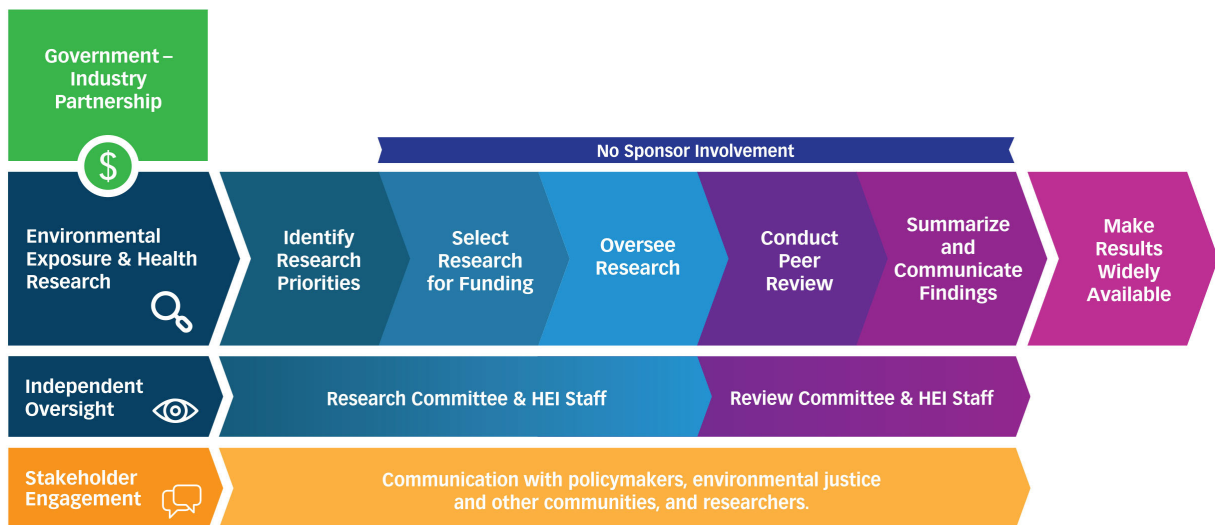 Government –
Industry
Partnership
$
No Sponsor Involvement
Environmental
Exposure & Health
Research
Identify
Research
Priorities
Select
Research
for Funding
Oversee
Research
Conduct
Peer
Review
Summarize
and
Communicate
Findings
Make
Results
Widely
Available
Independent
Oversight
Research Committee & HEI Staff
Review Committee & HEI Staff
Stakeholder
Engagement
Communication with policymakers, environmental justice
and other communities, and researchers.